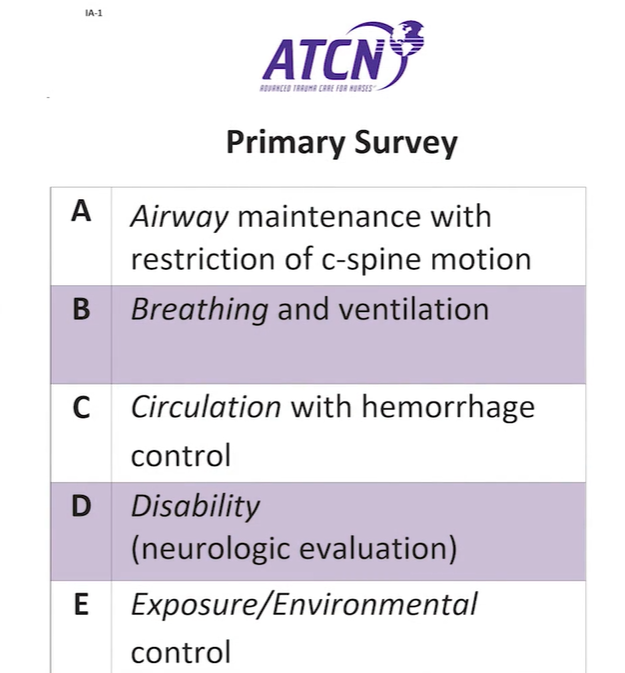 IA-1
ATCN
ADVANCED TRAUMA CARE FOR NURSES
Primary Survey
A
Airway maintenance with
restriction of c-spine motion
B
Breathing and ventilation
C
Circulation with hemorrhage
control
D
Disability
(neurologic evaluation)
E
Exposure/Environmental
control